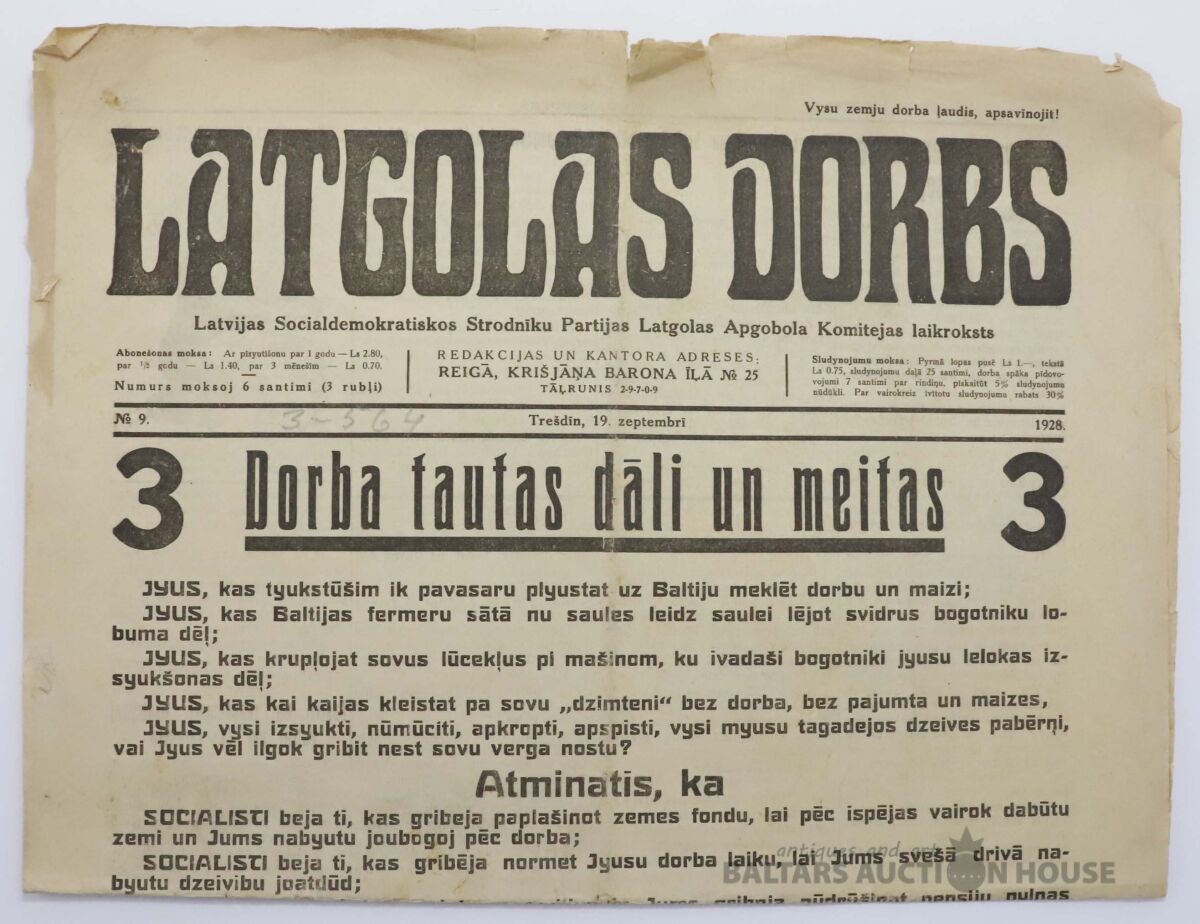 Vysu zemju dorba ļaudis, apsavīnojit!
LATGOLAS DORBS
Latvijas Socialdemokratiskos Strodnīku Partijas Latgolas Apgobola Komitejas laikroksts
Abonešonas moksa: Ar pīsyutīšonu par 1 godu — Ls 2.80,
par ½ godu — Ls 1.40, par 3 mēnešim — Ls 0.70.
Numurs moksoj 6 santimi (3 rubļi)
REDAKCIJAS UN KANTORA ADRESES:
REIGĀ, KRIŠJĀŅA BARONA ĪĻĀ № 25
TĀĻRUNIS 2-9-7-0-9
Sludynojumu moksa: Pyrmā lopas pusē Ls 1.—, tekstā
Ls 0.75, sludynojumu daļā 25 santimi, dorba spāka pīdovo-
vojumi 7 santimi par rindiņu, pīskaitūt 5% sludynojumu
nūdūkli. Par vairokreiz īvītotu sludynojumu rabats 30%
№ 9.
3-564
Trešdīn, 19. zeptembrī
1928.
3 Dorba tautas dāli un meitas 3
JYUS, kas tyukstūšim ik pavasaru plyustat uz Baltiju meklēt dorbu un maizi;
JYUS, kas Baltijas fermeru sātā nu saules leidz saulei lējot svidrus bogotniku lo-
buma dēļ;
JYUS, kas krupļojat sovus lūcekļus pi mašinom, ku ivadaši bogotniki jyusu lelokas iz-
syukšonas dēļ;
JYUS, kas kai kaijas kleistat pa sovu „dzimteni“ bez dorba, bez pajumta un maizes,
JYUS, vysi izsyukti, nūmūciti, apkropti, apspisti, vysi myusu tagadejos dzeives pabērņi,
vai Jyus vēl ilgok gribit nest sovu verga nostu?
Atminatis, ka
SOCIALISTI beja ti, kas gribeja paplašinot zemes fondu, lai pēc ispējas vairok dabūtu
zemi un Jums nabyutu joubogoj pēc dorba;
SOCIALISTI beja ti, kas gribēja normet Jyusu dorba laiku, lai Jums svešā drivā na-
byutu dzeivibu joatdūd;
antiques and art
BALTARS AUCTION HOUSE